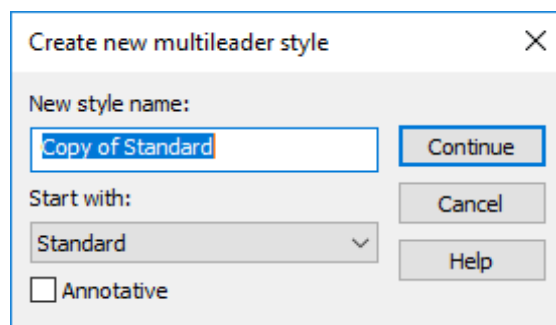 Create new multileader style
New style name:
Copy of Standard
Continue
Start with:
Cancel
Standard
Help
Annotative